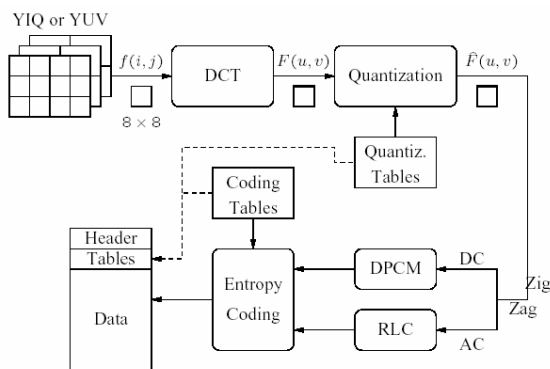 YIQ or YUV
f(i, j)
8 × 8
DCT
F(u, v)
Quantization
F̂(u, v)
Quantiz.
Tables
Coding
Tables
Header
Tables
Data
Entropy
Coding
DPCM
DC
RLC
AC
Zig
Zag